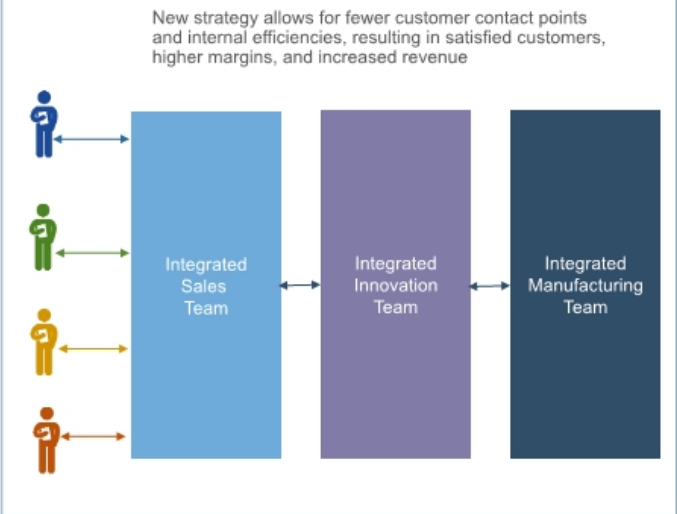 New strategy allows for fewer customer contact points
and internal efficiencies, resulting in satisfied customers,
higher margins, and increased revenue
Integrated
Sales
Team
Integrated
Innovation
Team
Integrated
Manufacturing
Team